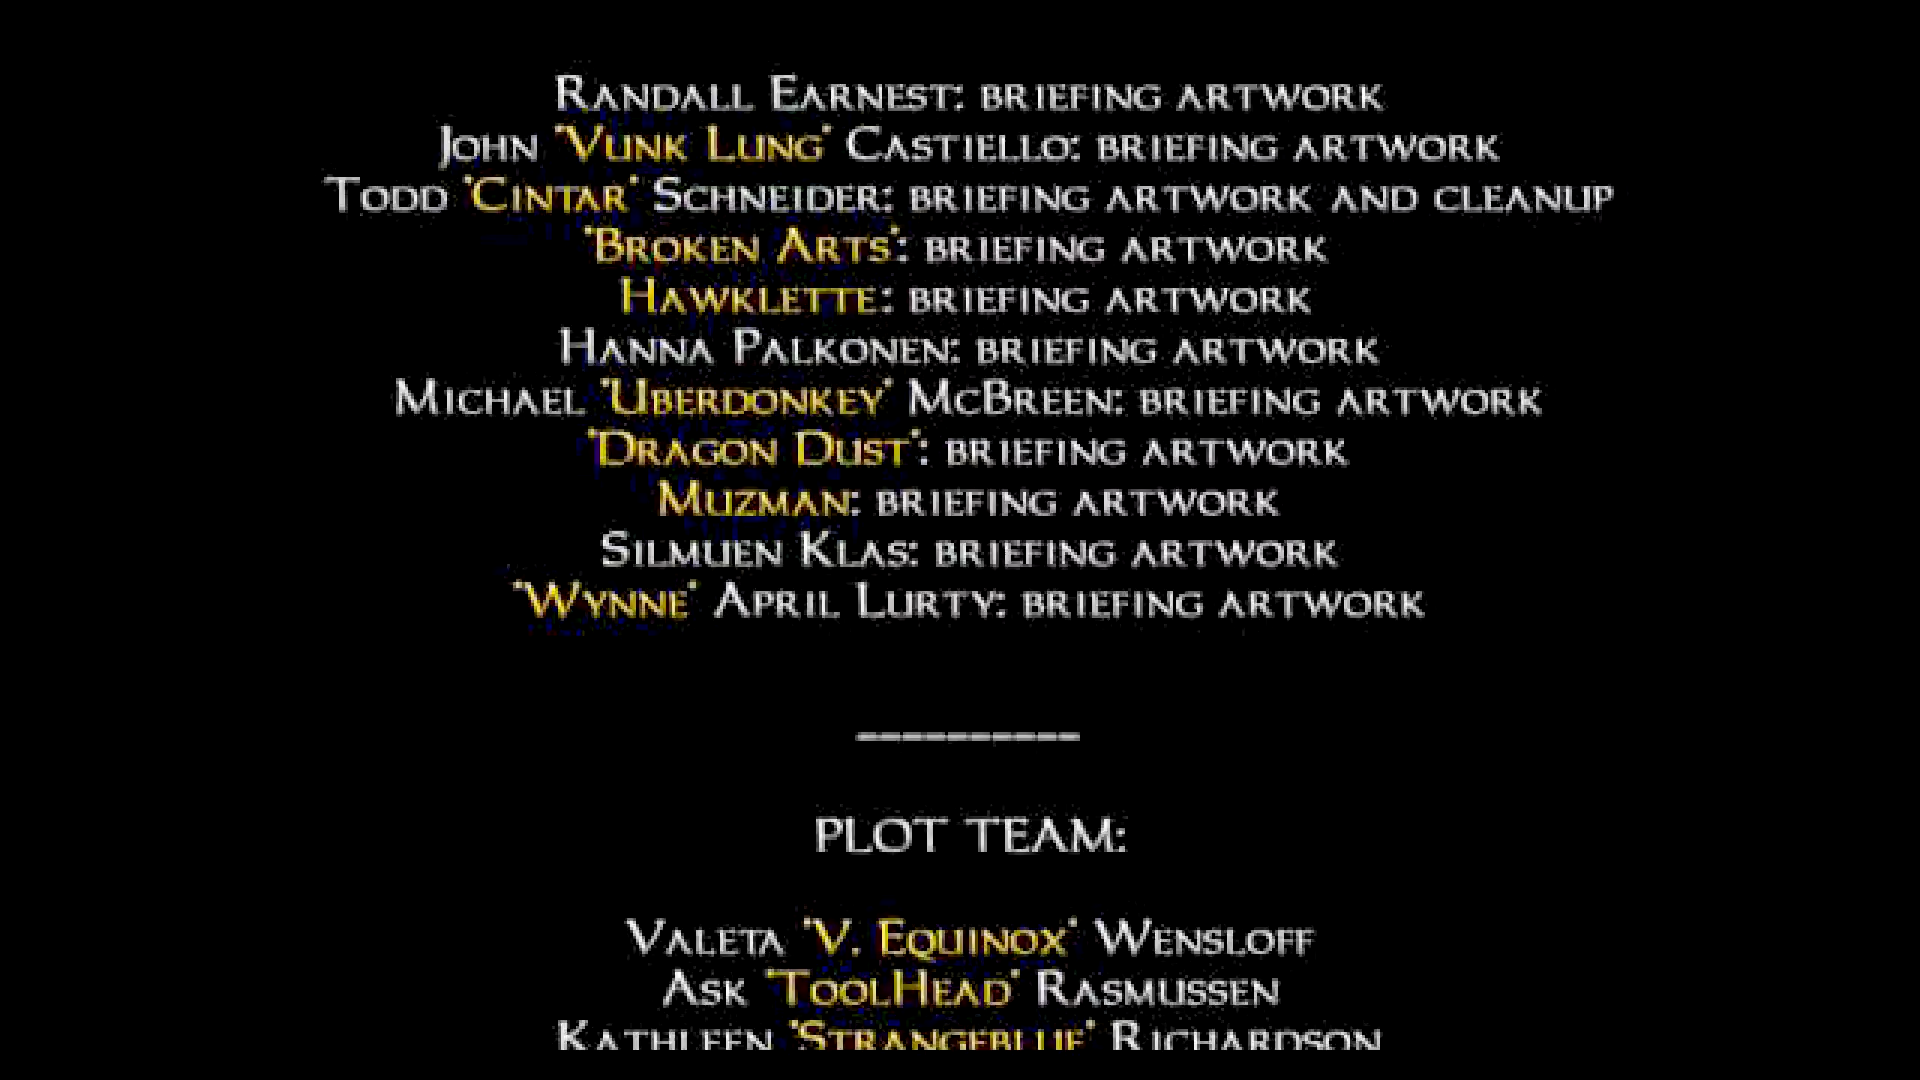 Randall Earnest: briefing artwork
John 'Vunk Lung' Castiello: briefing artwork
Todd 'Cintar' Schneider: briefing artwork and cleanup
'Broken Arts': briefing artwork
Hawklette: briefing artwork
Hanna Palkonen: briefing artwork
Michael 'Uberdonkey' McBreen: briefing artwork
'Dragon Dust': briefing artwork
Muzman: briefing artwork
Silmuen Klas: briefing artwork
'Wynne' April Lurty: briefing artwork
----------
PLOT TEAM:
Valeta 'V. Equinox' Wensloff
Ask 'ToolHead' Rasmussen
Kathleen 'Strangeblue' Richardson